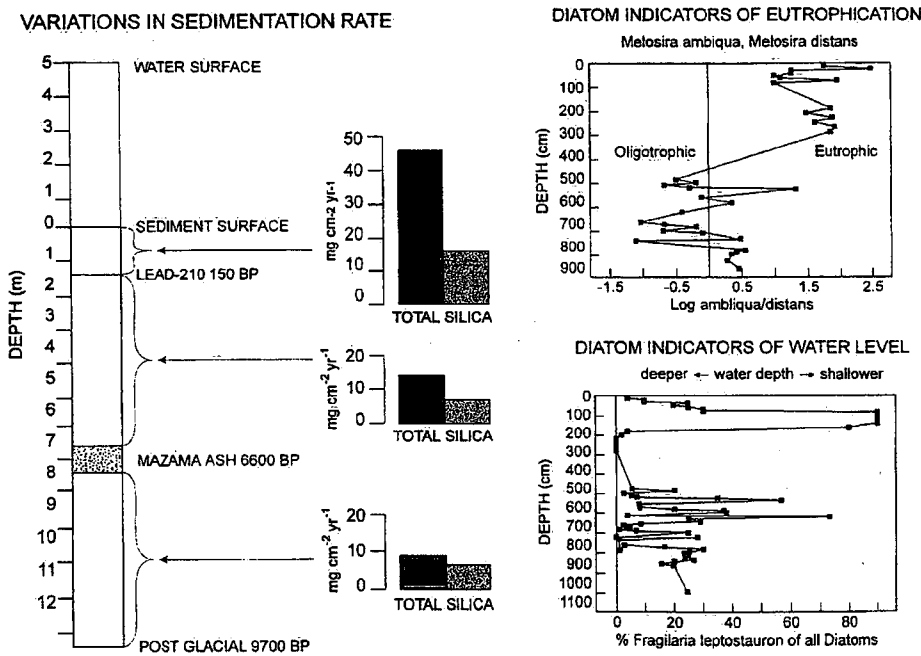 VARIATIONS IN SEDIMENTATION RATE
5
WATER SURFACE
4
3
2
1
0
SEDIMENT SURFACE
1
LEAD-210 150 BP
2
3
4
5
6
7
MAZAMA ASH 6600 BP
8
9
10
11
12
POST GLACIAL 9700 BP
DEPTH (m)
50
40
30
20
10
0
mg cm-2 yr-1
TOTAL SILICA
20
10
0
mg cm-2 yr-1
TOTAL SILICA
20
10
0
mg cm-2 yr-1
TOTAL SILICA
DIATOM INDICATORS OF EUTROPHICATION
Melosira ambiqua, Melosira distans
0
100
200
300
400
500
600
700
800
900
DEPTH (cm)
Oligotrophic
Eutrophic
-1.5 -0.5 0.5 1.5 2.5
Log ambliqua/distans
DIATOM INDICATORS OF WATER LEVEL
deeper ← water depth → shallower
0
100
200
300
400
500
600
700
800
900
1000
1100
DEPTH (cm)
0 20 40 60 80
% Fragilaria leptostauron of all Diatoms